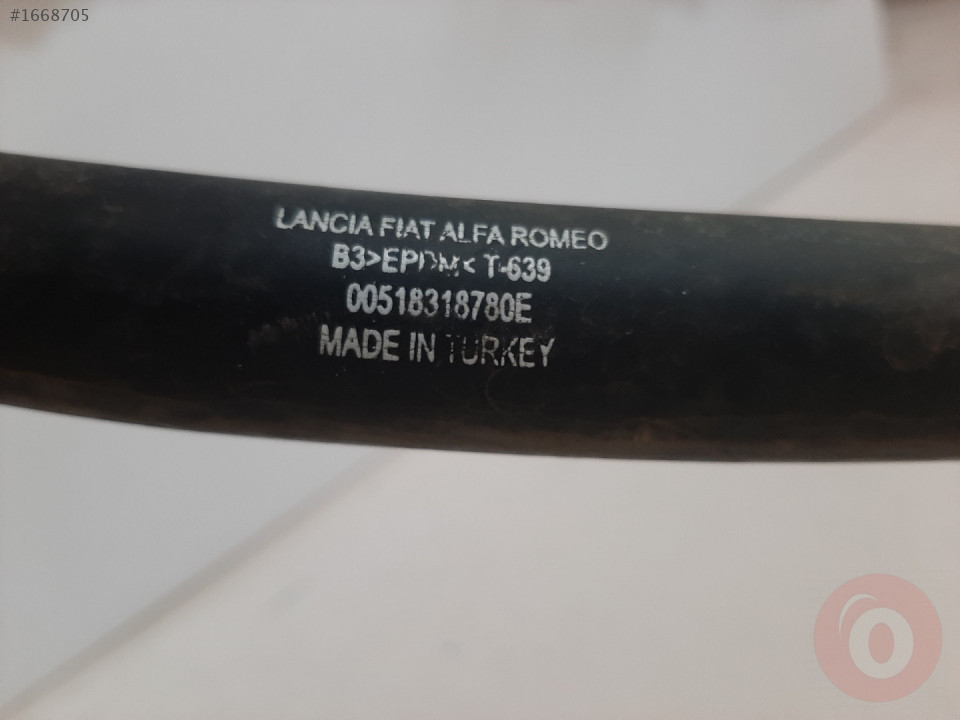 #1668705
LANCIA FIAT ALFA ROMEO
B3>EPDM< T-639
00518318780E
MADE IN TURKEY